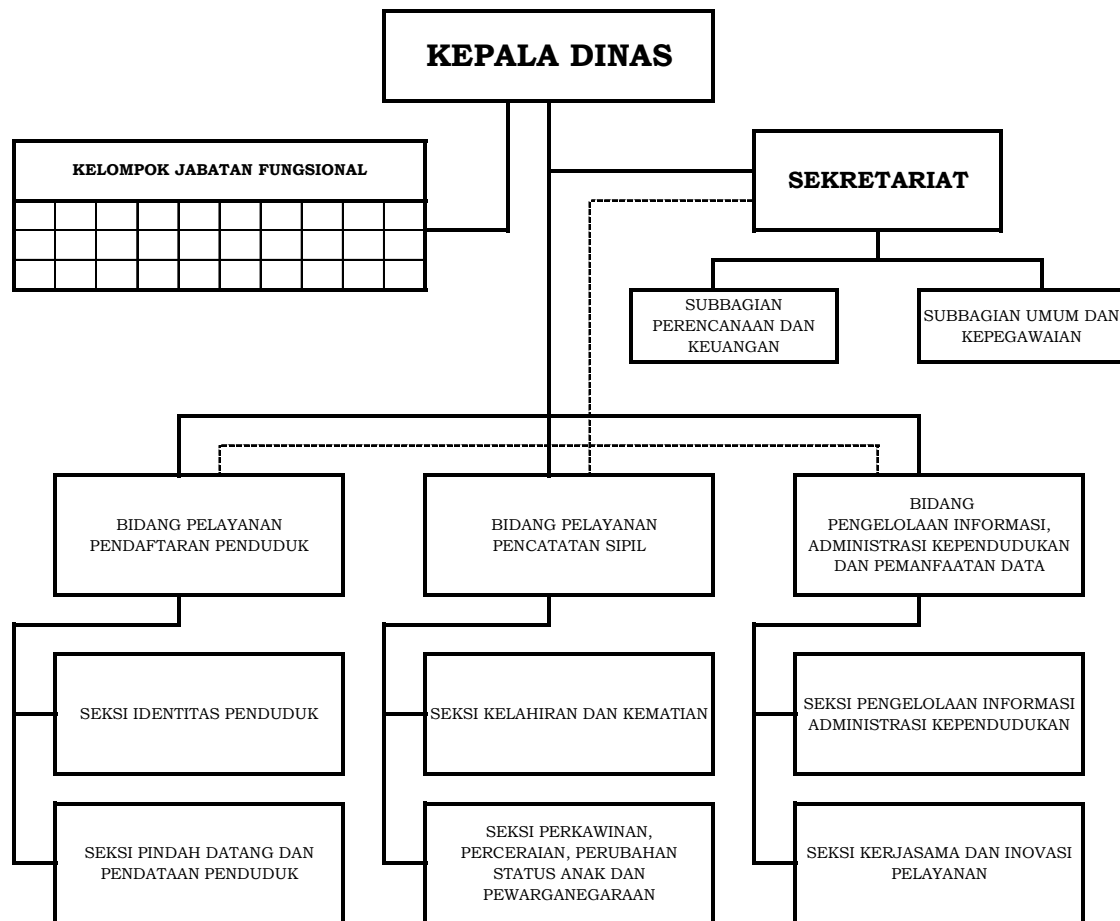 KEPALA DINAS
KELOMPOK JABATAN FUNGSIONAL
SEKRETARIAT
SUBBAGIAN
PERENCANAAN DAN
KEUANGAN
SUBBAGIAN UMUM DAN
KEPEGAWAIAN
BIDANG PELAYANAN
PENDAFTARAN PENDUDUK
BIDANG PELAYANAN
PENCATATAN SIPIL
BIDANG
PENGELOLAAN INFORMASI,
ADMINISTRASI KEPENDUDUKAN
DAN PEMANFAATAN DATA
SEKSI IDENTITAS PENDUDUK
SEKSI KELAHIRAN DAN KEMATIAN
SEKSI PENGELOLAAN INFORMASI
ADMINISTRASI KEPENDUDUKAN
SEKSI PINDAH DATANG DAN
PENDATAAN PENDUDUK
SEKSI PERKAWINAN,
PERCERAIAN, PERUBAHAN
STATUS ANAK DAN
PEWARGANEGARAAN
SEKSI KERJASAMA DAN INOVASI
PELAYANAN